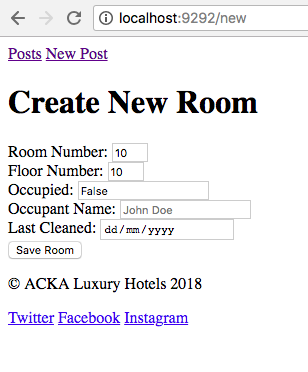 localhost:9292/new
Posts New Post
Create New Room
Room Number: 10
Floor Number: 10
Occupied: False
Occupant Name: John Doe
Last Cleaned: dd/mm/yyyy
Save Room
© ACKA Luxury Hotels 2018
Twitter Facebook Instagram